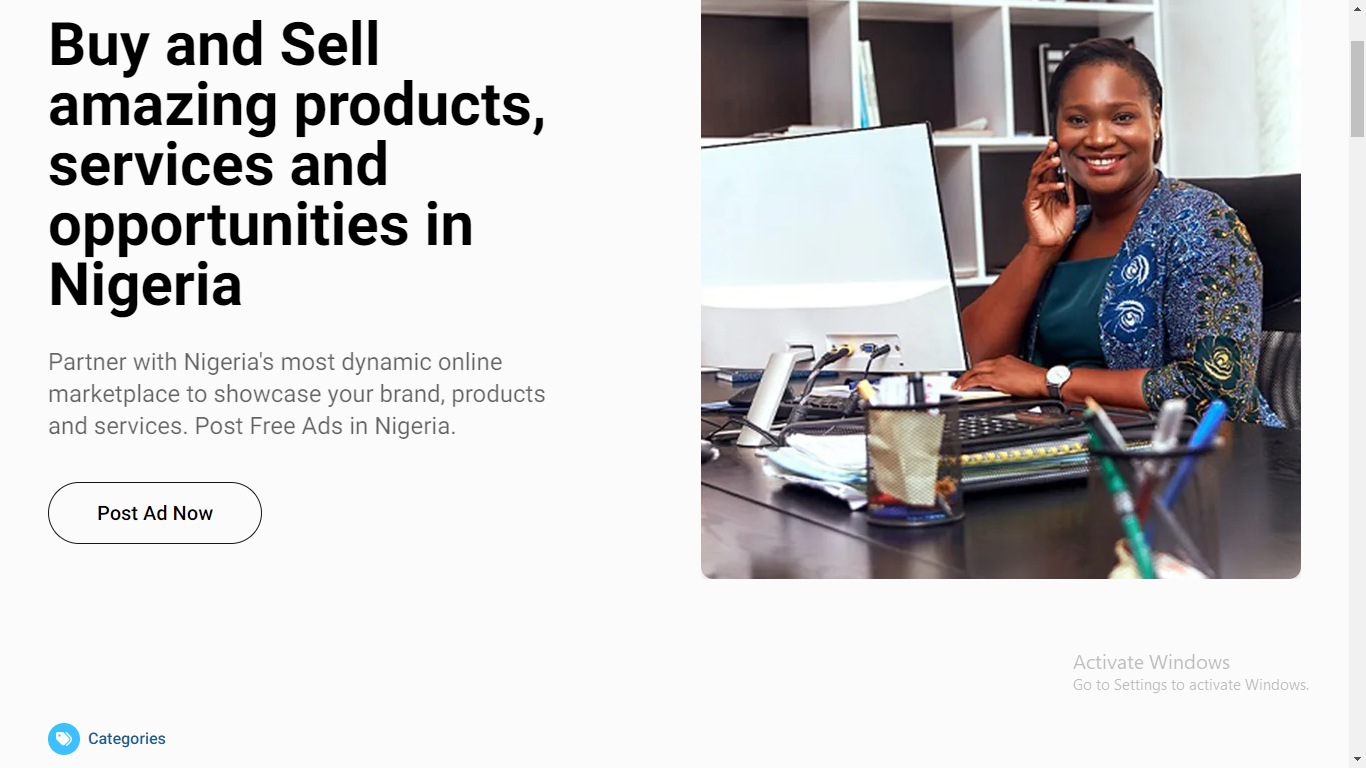 Buy and Sell
amazing products,
services and
opportunities in
Nigeria
Partner with Nigeria's most dynamic online
marketplace to showcase your brand, products
and services. Post Free Ads in Nigeria.
Post Ad Now
Activate Windows
Go to Settings to activate Windows.
Categories